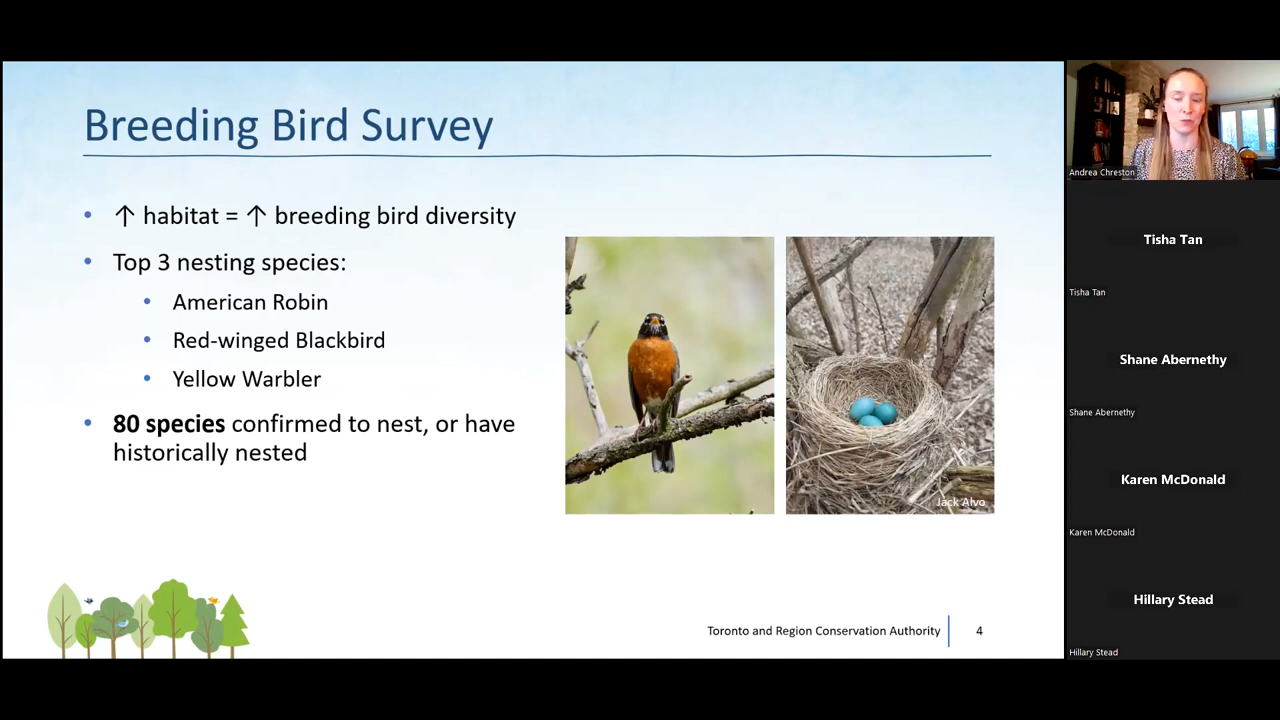 Breeding Bird Survey
• ↑ habitat = ↑ breeding bird diversity
• Top 3 nesting species:
• American Robin
• Red-winged Blackbird
• Yellow Warbler
• 80 species confirmed to nest, or have
historically nested
Jack Alvo
Toronto and Region Conservation Authority
4
Andrea Chreston
Tisha Tan
Tisha Tan
Shane Abernethy
Shane Abernethy
Karen McDonald
Karen McDonald
Hillary Stead
Hillary Stead